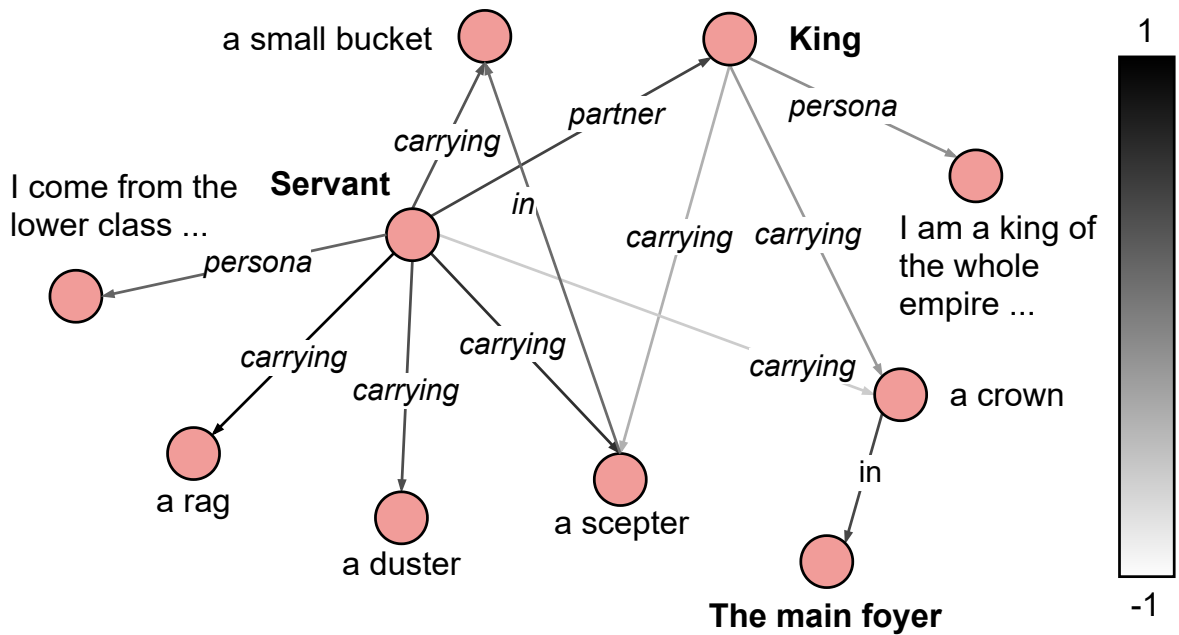 1
a small bucket
King
partner
persona
carrying
I come from the
lower class ...
Servant
in
carrying
carrying
I am a king of
the whole
empire ...
persona
carrying
carrying
carrying
carrying
a crown
in
a rag
a scepter
a duster
-1
The main foyer